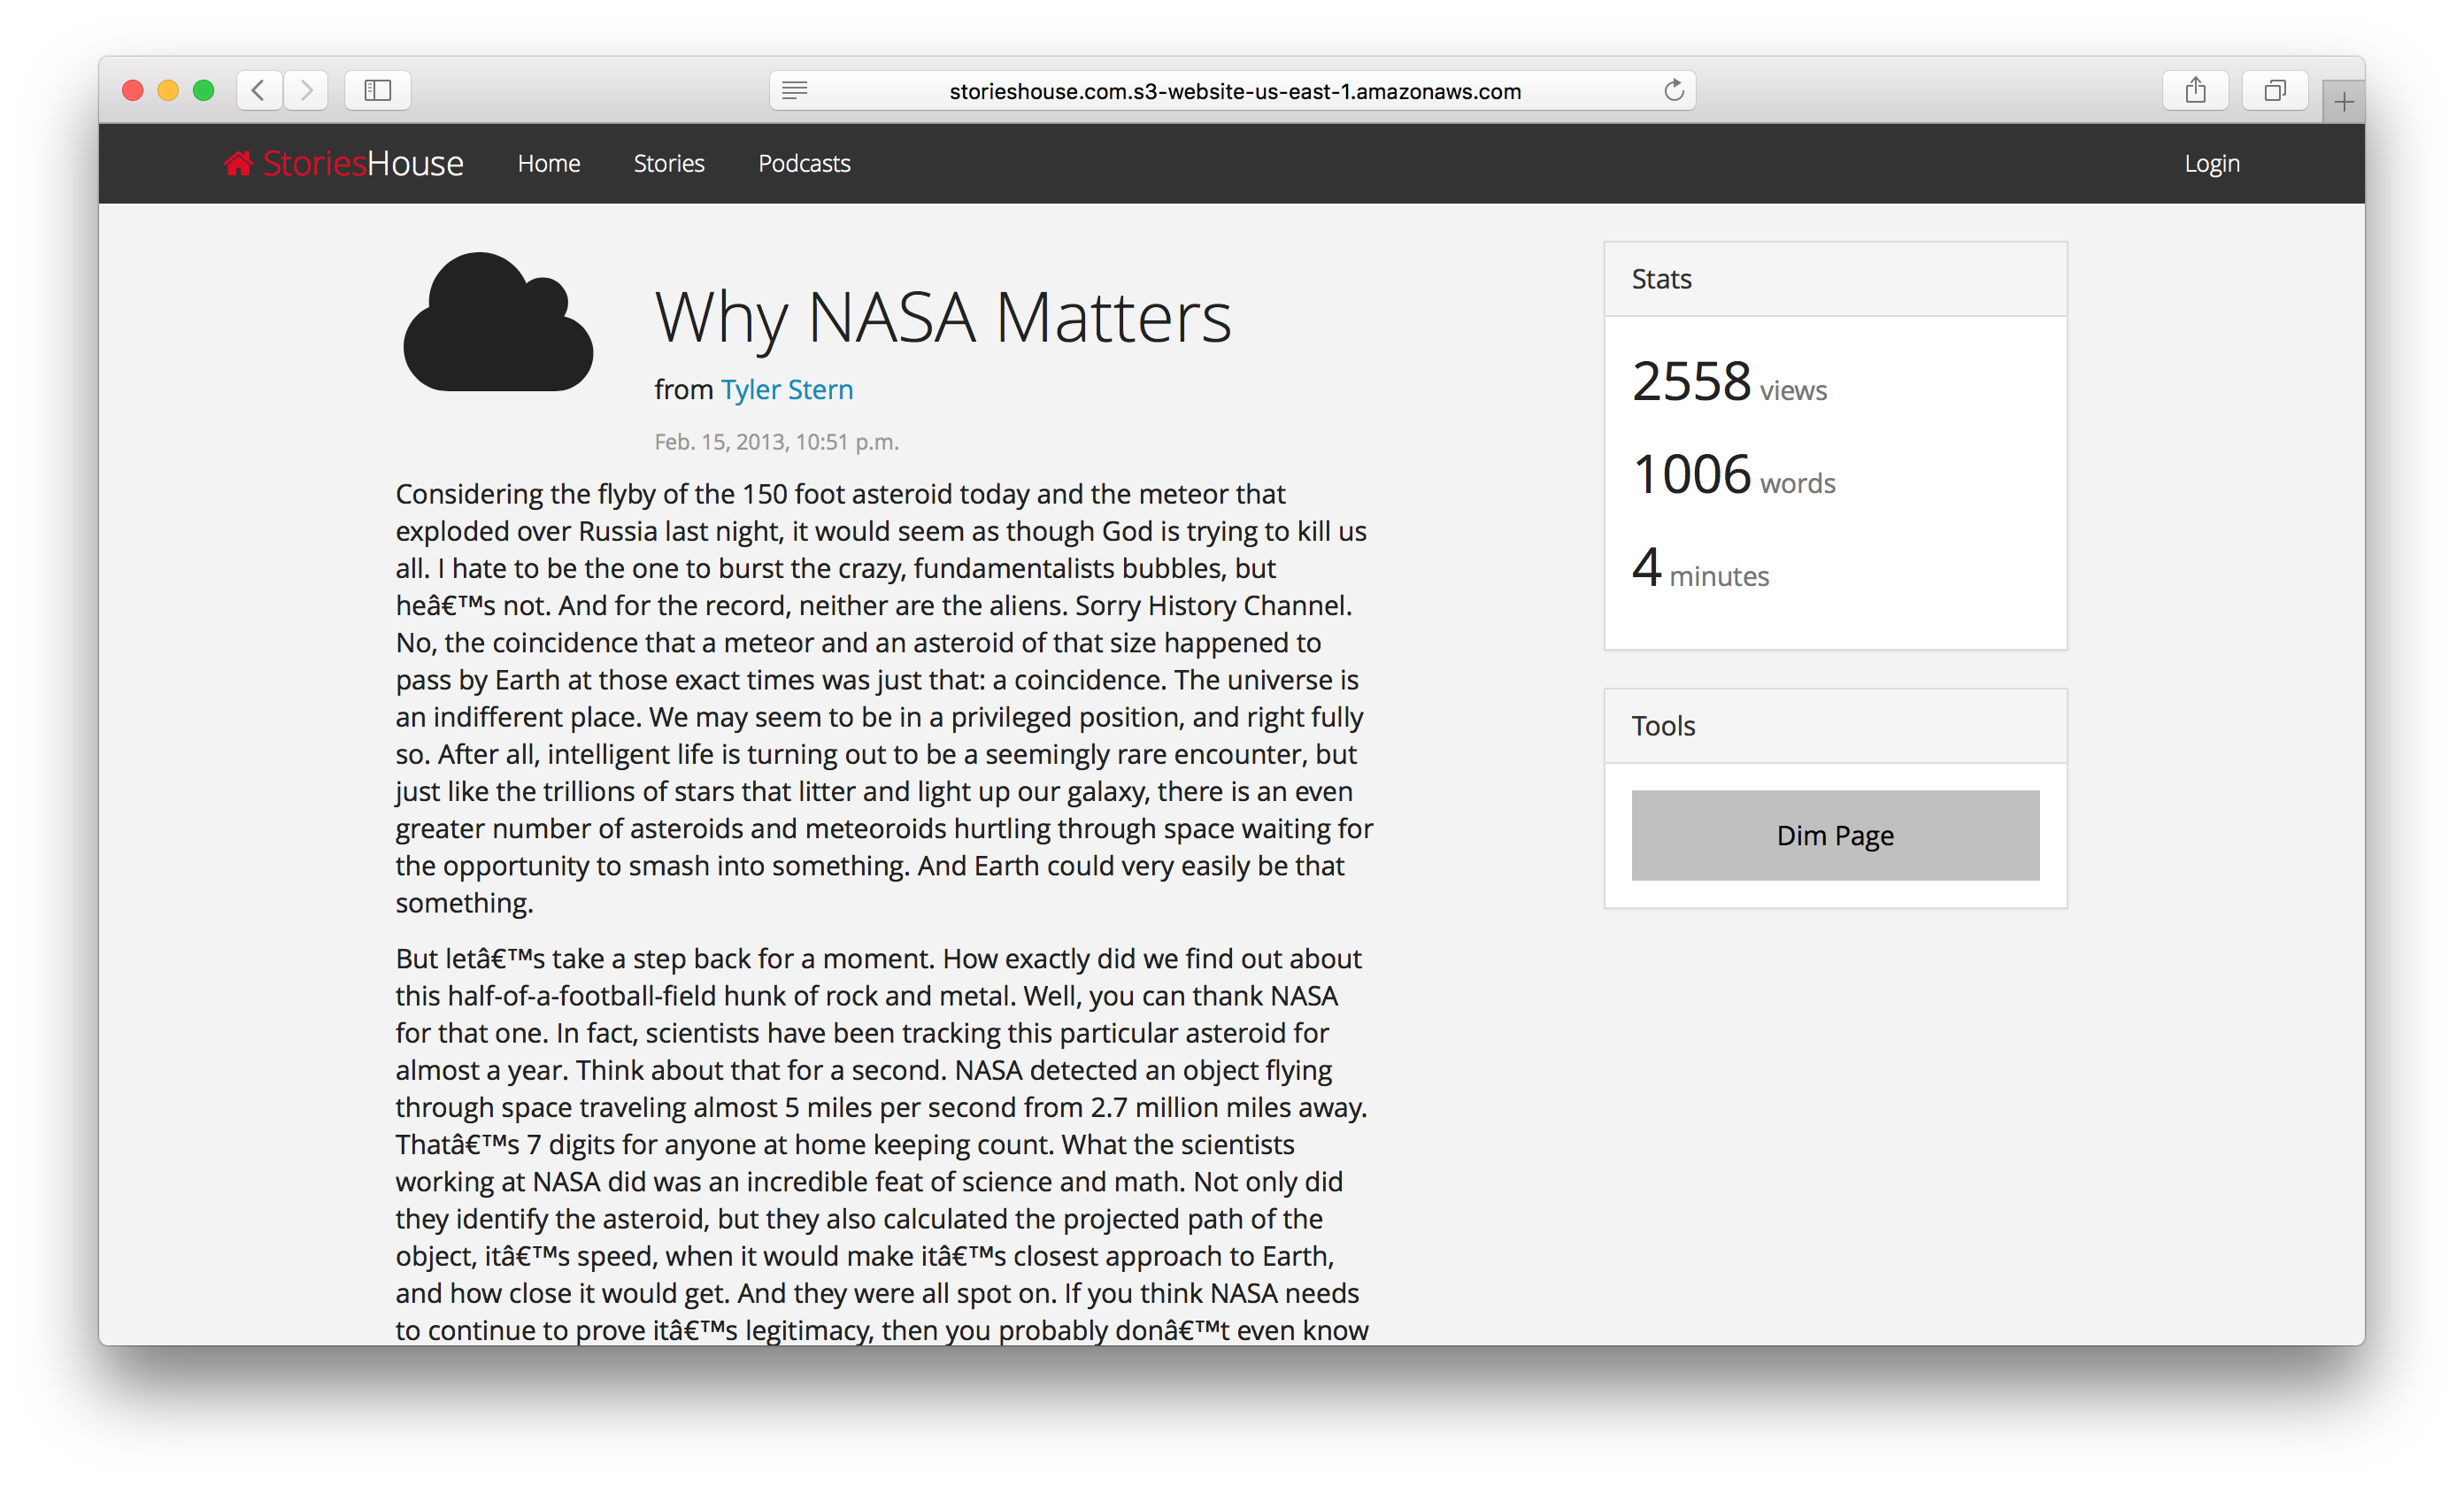 storieshouse.com.s3-website-us-east-1.amazonaws.com
StoriesHouse Home Stories Podcasts Login
Why NASA Matters
from Tyler Stern
Feb. 15, 2013, 10:51 p.m.
Considering the flyby of the 150 foot asteroid today and the meteor that
exploded over Russia last night, it would seem as though God is trying to kill us
all. I hate to be the one to burst the crazy, fundamentalists bubbles, but
heâ€™s not. And for the record, neither are the aliens. Sorry History Channel.
No, the coincidence that a meteor and an asteroid of that size happened to
pass by Earth at those exact times was just that: a coincidence. The universe is
an indifferent place. We may seem to be in a privileged position, and right fully
so. After all, intelligent life is turning out to be a seemingly rare encounter, but
just like the trillions of stars that litter and light up our galaxy, there is an even
greater number of asteroids and meteoroids hurtling through space waiting for
the opportunity to smash into something. And Earth could very easily be that
something.
But letâ€™s take a step back for a moment. How exactly did we find out about
this half-of-a-football-field hunk of rock and metal. Well, you can thank NASA
for that one. In fact, scientists have been tracking this particular asteroid for
almost a year. Think about that for a second. NASA detected an object flying
through space traveling almost 5 miles per second from 2.7 million miles away.
Thatâ€™s 7 digits for anyone at home keeping count. What the scientists
working at NASA did was an incredible feat of science and math. Not only did
they identify the asteroid, but they also calculated the projected path of the
object, itâ€™s speed, when it would make itâ€™s closest approach to Earth,
and how close it would get. And they were all spot on. If you think NASA needs
to continue to prove itâ€™s legitimacy, then you probably donâ€™t even know
Stats
2558 views
1006 words
4 minutes
Tools
Dim Page